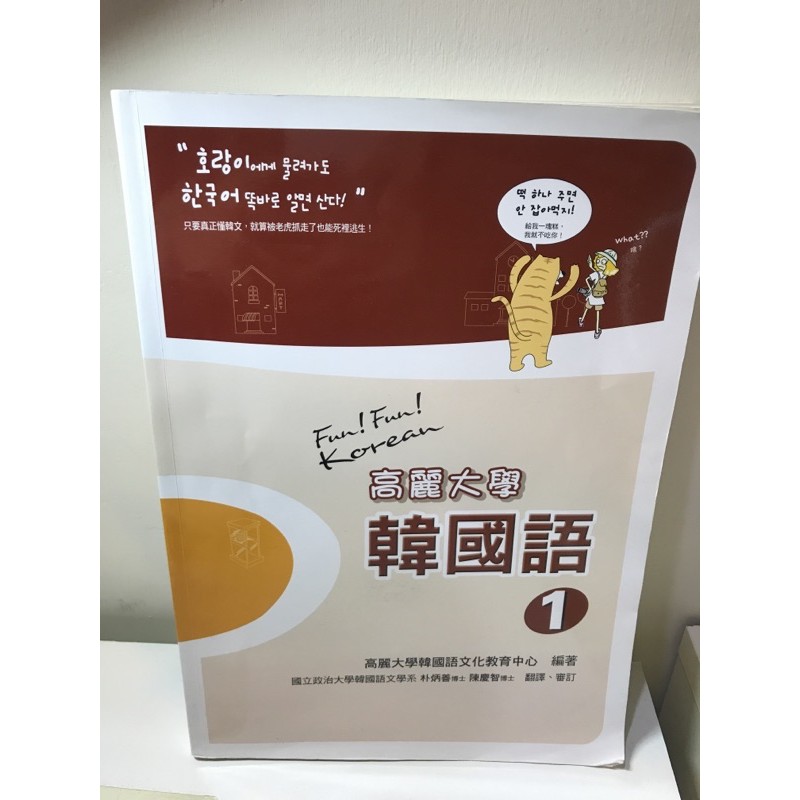 "호랑이에게 물려가도
한국어 똑바로 알면 산다!"
只要真正懂韓文，就算被老虎抓走了也能死裡逃生！
떡 하나 주면
안 잡아먹지!
給我一塊糕，
我就不吃你！
What??
啥？
Fun! Fun!
Korean
高麗大學
韓國語
1
高麗大學韓國語文化教育中心 編著
國立政治大學韓國語文學系 朴炳善博士 陳慶智博士 翻譯、審訂